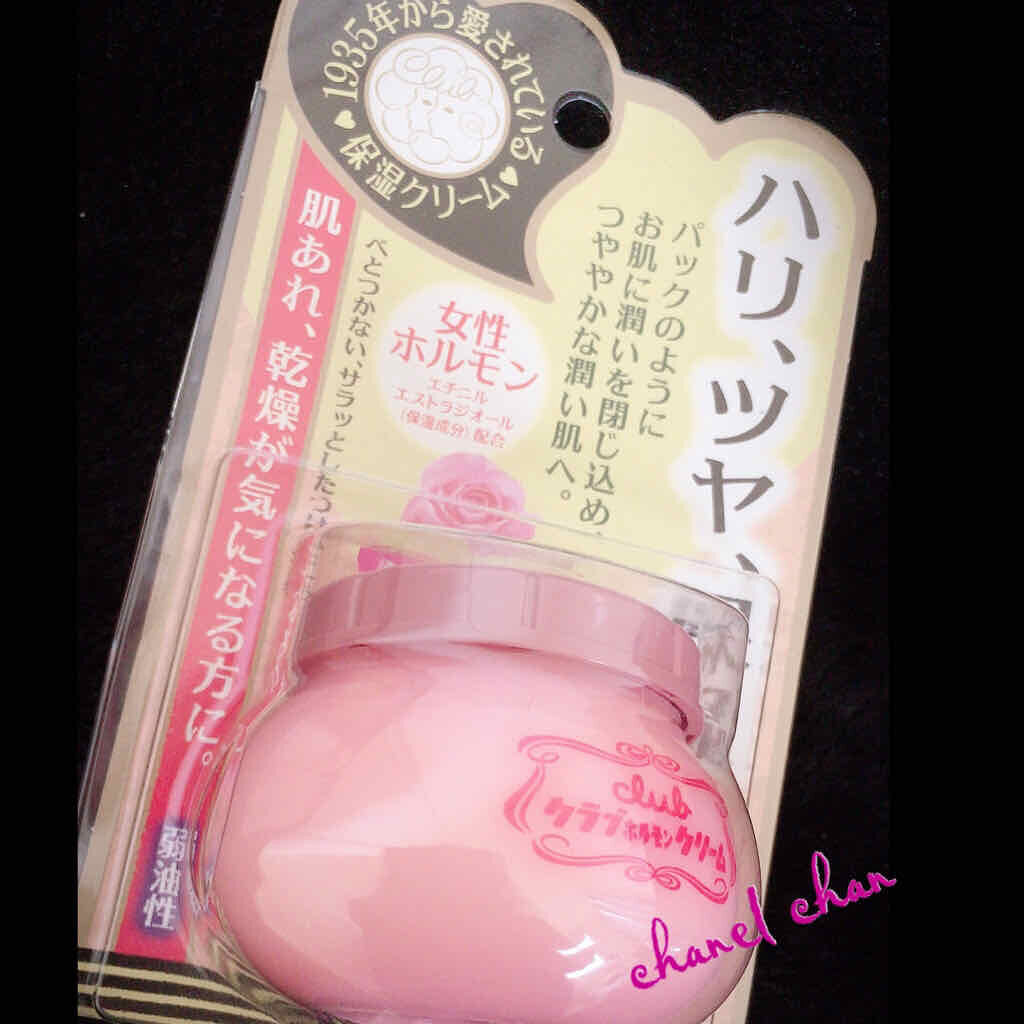 1935年から愛されている
Club
♥保湿クリーム♥
ハリ、ツヤ、
パックのように
お肌に潤いを閉じ込め、
つややかな潤い肌へ。
女性
ホルモン
エチニル
エストラジオール
(保湿成分)配合
べとつかない、サラッとした
肌あれ、乾燥が気になる方に。
弱油性
club
クラブホルモンクリーム
chanel chan